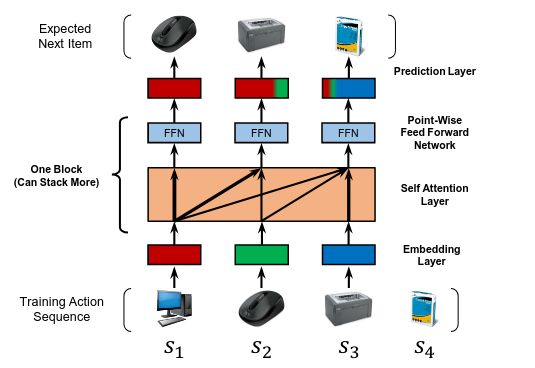 Expected
Next Item
Prediction Layer
FFN FFN FFN
Point-Wise
Feed Forward
Network
One Block
(Can Stack More)
Self Attention
Layer
Embedding
Layer
Training Action
Sequence
s1 s2 s3 s4